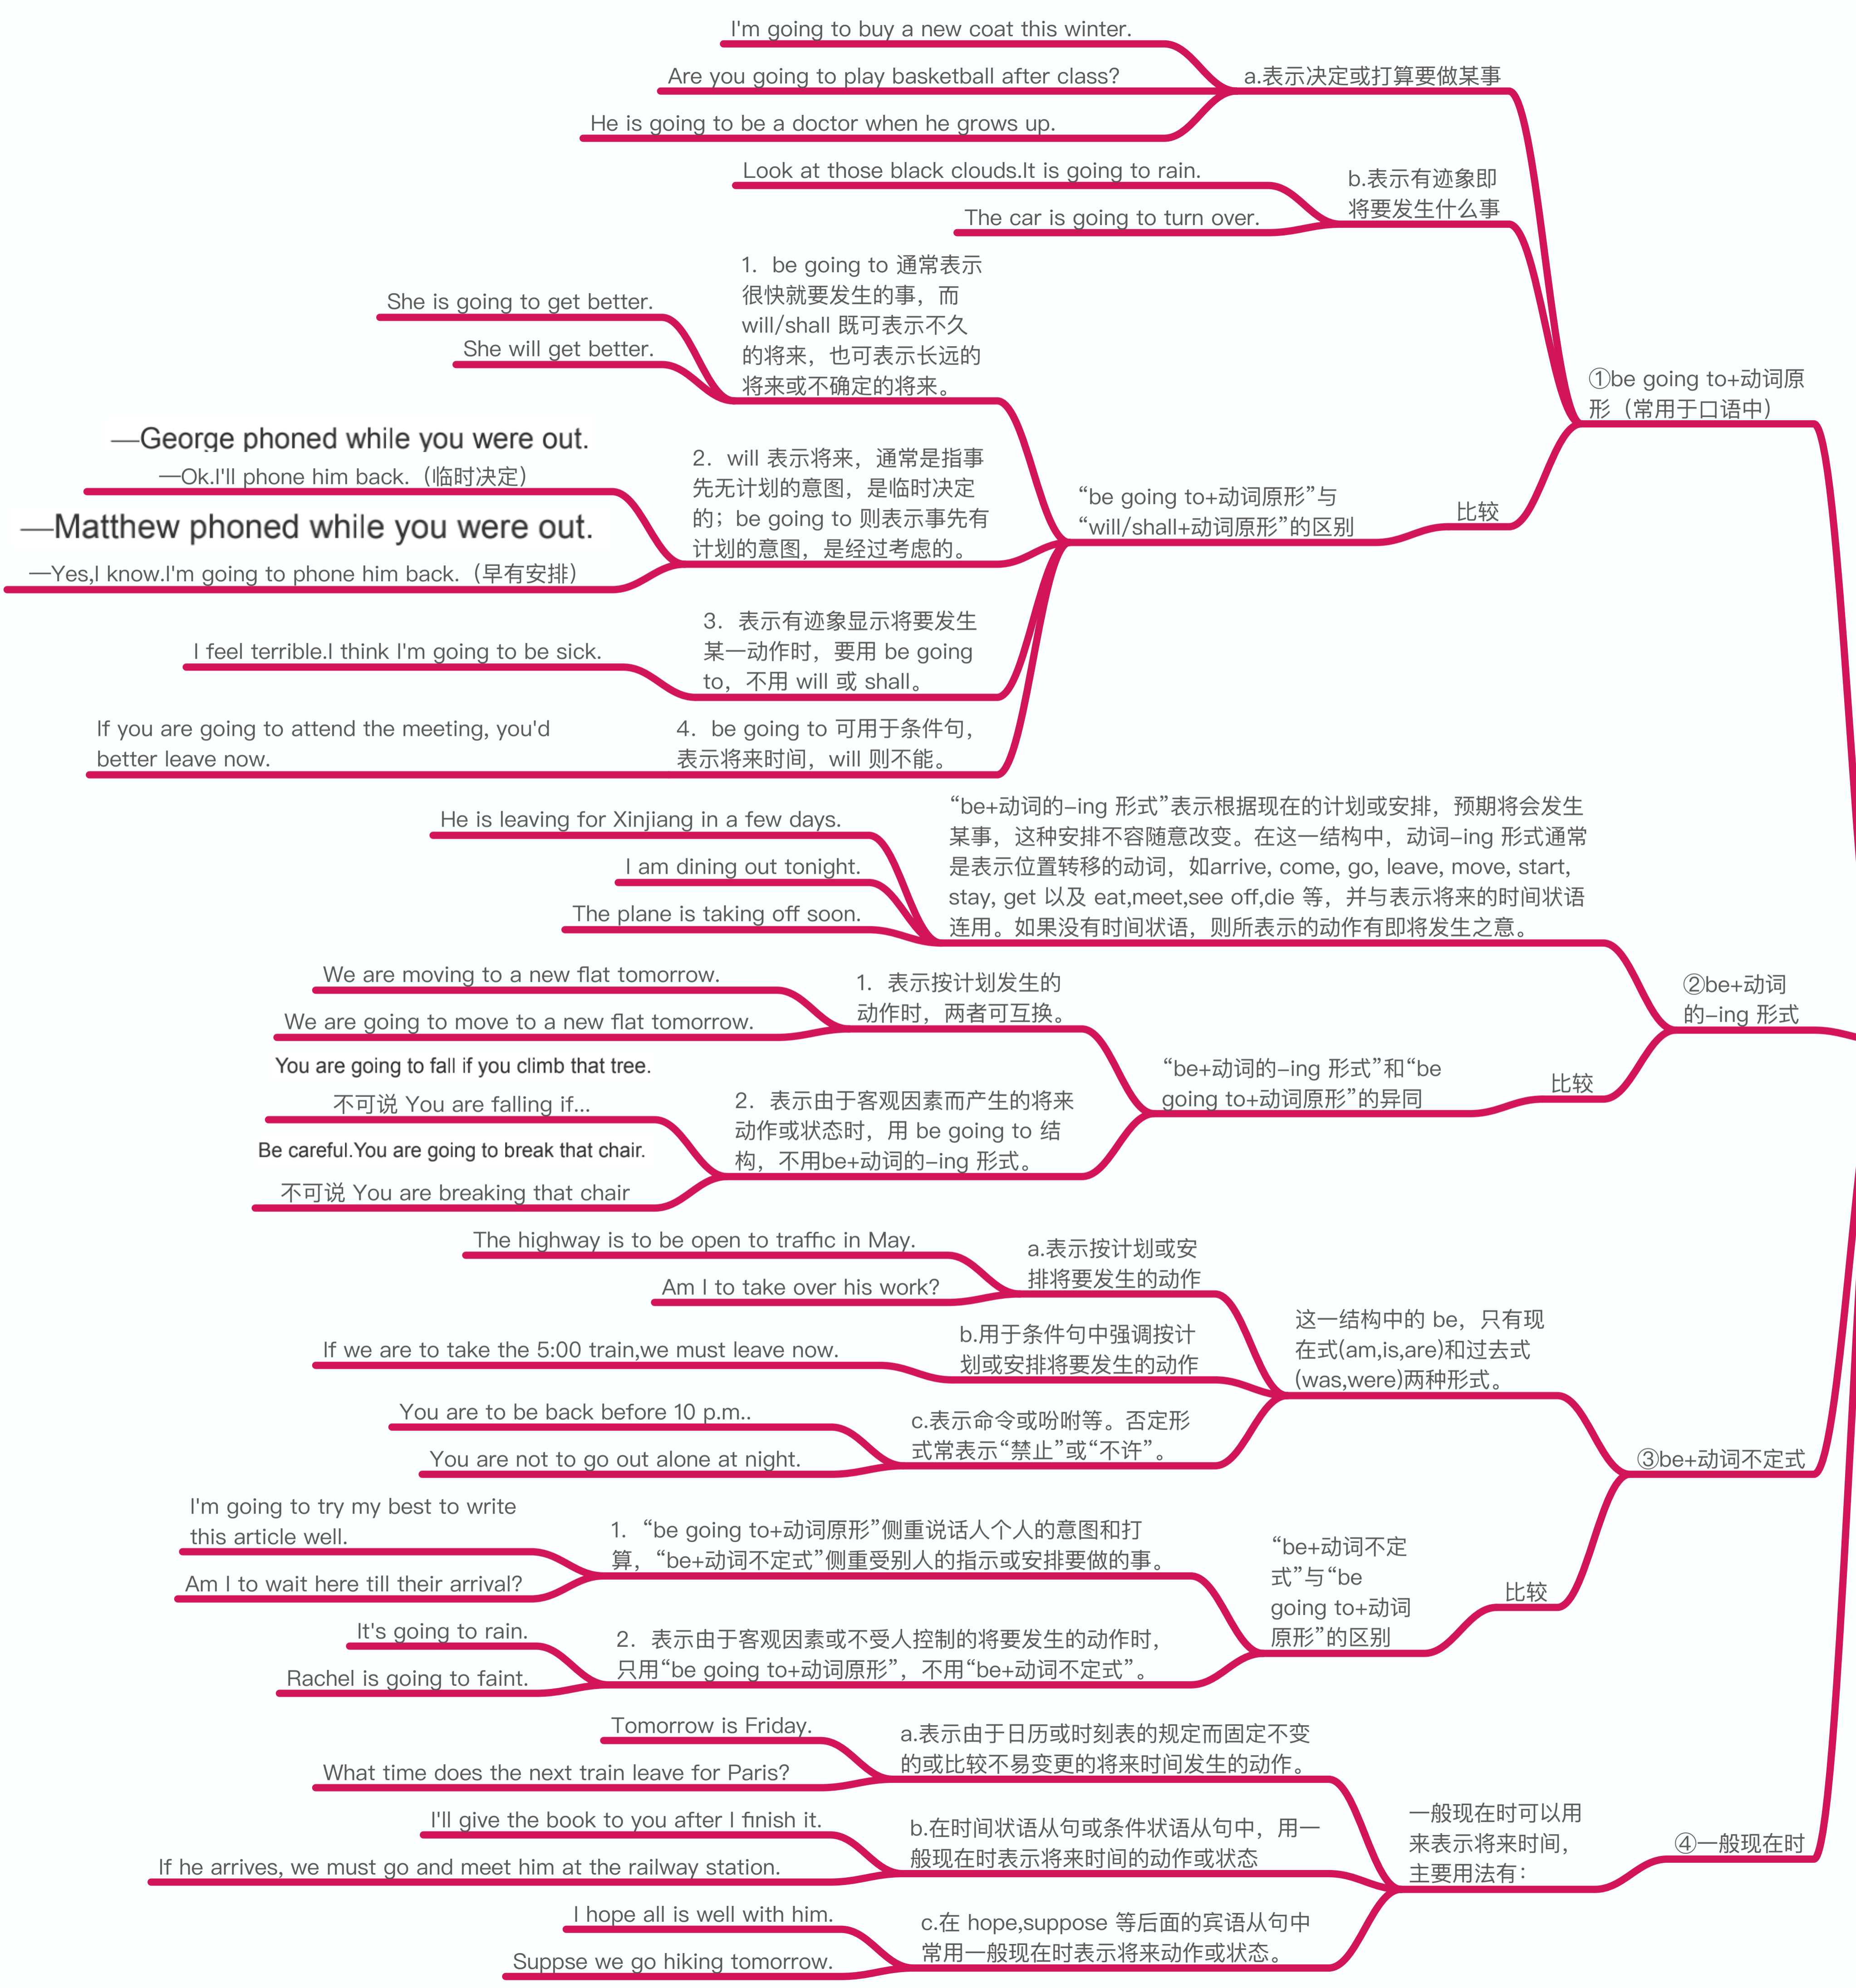 I'm going to buy a new coat this winter.
Are you going to play basketball after class?
He is going to be a doctor when he grows up.
a.表示决定或打算要做某事
Look at those black clouds.It is going to rain.
The car is going to turn over.
b.表示有迹象即
将要发生什么事
She is going to get better.
She will get better.
1. be going to 通常表示
很快就要发生的事，而
will/shall 既可表示不久
的将来，也可表示长远的
将来或不确定的将来。
—George phoned while you were out.
—Ok.I'll phone him back.（临时决定）
—Matthew phoned while you were out.
—Yes,I know.I'm going to phone him back.（早有安排）
2. will 表示将来，通常是指事
先无计划的意图，是临时决定
的；be going to 则表示事先有
计划的意图，是经过考虑的。
I feel terrible.I think I'm going to be sick.
3. 表示有迹象显示将要发生
某一动作时，要用 be going
to，不用 will 或 shall。
If you are going to attend the meeting, you'd
better leave now.
4. be going to 可用于条件句，
表示将来时间，will 则不能。
“be going to+动词原形”与
“will/shall+动词原形”的区别
比较
①be going to+动词原
形（常用于口语中）
He is leaving for Xinjiang in a few days.
I am dining out tonight.
The plane is taking off soon.
“be+动词的-ing 形式”表示根据现在的计划或安排，预期将会发生
某事，这种安排不容随意改变。在这一结构中，动词-ing 形式通常
是表示位置转移的动词，如arrive, come, go, leave, move, start,
stay, get 以及 eat,meet,see off,die 等，并与表示将来的时间状语
连用。如果没有时间状语，则所表示的动作有即将发生之意。
We are moving to a new flat tomorrow.
We are going to move to a new flat tomorrow.
1. 表示按计划发生的
动作时，两者可互换。
You are going to fall if you climb that tree.
不可说 You are falling if...
Be careful.You are going to break that chair.
不可说 You are breaking that chair
2. 表示由于客观因素而产生的将来
动作或状态时，用 be going to 结
构，不用be+动词的-ing 形式。
“be+动词的-ing 形式”和“be
going to+动词原形”的异同
比较
②be+动词
的-ing 形式
The highway is to be open to traffic in May.
Am I to take over his work?
a.表示按计划或安
排将要发生的动作
If we are to take the 5:00 train,we must leave now.
b.用于条件句中强调按计
划或安排将要发生的动作
You are to be back before 10 p.m..
You are not to go out alone at night.
c.表示命令或吩咐等。否定形
式常表示“禁止”或“不许”。
这一结构中的 be，只有现
在式(am,is,are)和过去式
(was,were)两种形式。
I'm going to try my best to write
this article well.
Am I to wait here till their arrival?
1. “be going to+动词原形”侧重说话人个人的意图和打
算，“be+动词不定式”侧重受别人的指示或安排要做的事。
It's going to rain.
Rachel is going to faint.
2. 表示由于客观因素或不受人控制的将要发生的动作时，
只用“be going to+动词原形”，不用“be+动词不定式”。
“be+动词不定
式”与“be
going to+动词
原形”的区别
比较
③be+动词不定式
Tomorrow is Friday.
What time does the next train leave for Paris?
a.表示由于日历或时刻表的规定而固定不变
的或比较不易变更的将来时间发生的动作。
I'll give the book to you after I finish it.
If he arrives, we must go and meet him at the railway station.
b.在时间状语从句或条件状语从句中，用一
般现在时表示将来时间的动作或状态
I hope all is well with him.
Suppse we go hiking tomorrow.
c.在 hope,suppose 等后面的宾语从句中
常用一般现在时表示将来动作或状态。
一般现在时可以用
来表示将来时间，
主要用法有：
④一般现在时